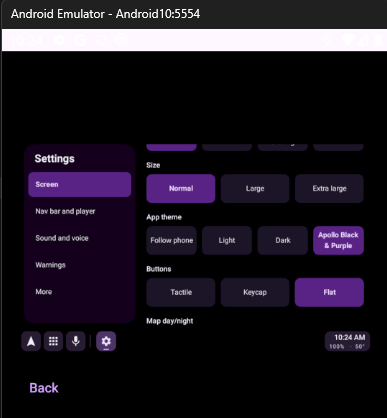 Android Emulator - Android10:5554
Settings
Screen
Nav bar and player
Sound and voice
Warnings
More
Size
Normal
Large
Extra large
App theme
Follow phone
Light
Dark
Apollo Black
& Purple
Buttons
Tactile
Keycap
Flat
Map day/night
10:24 AM
100%
50°
Back